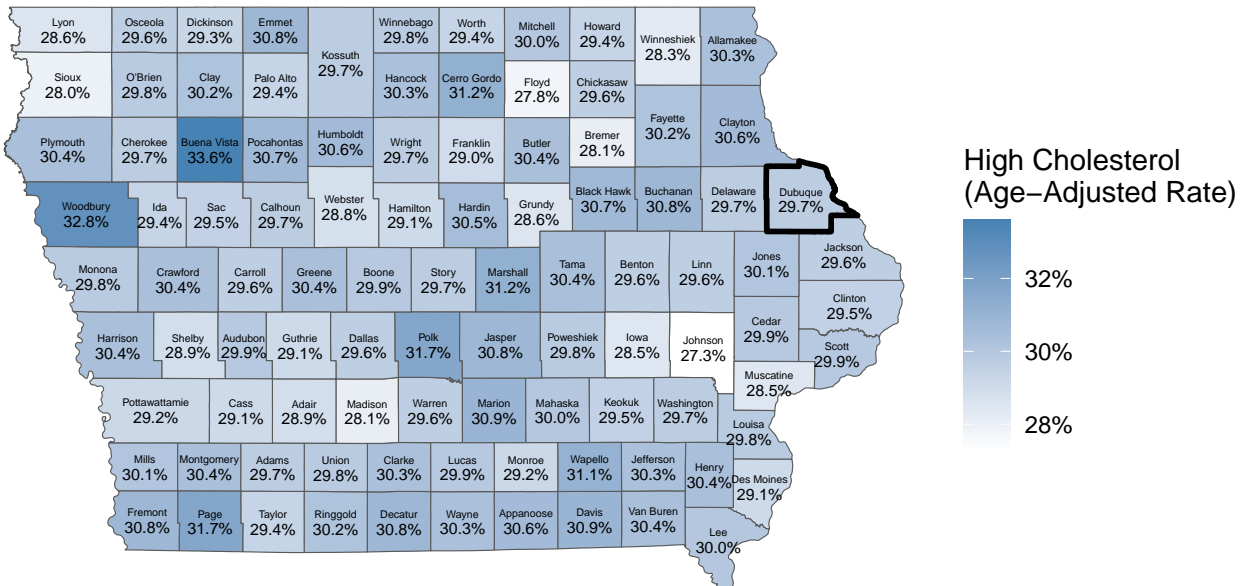 Lyon
28.6%
Osceola
29.6%
Dickinson
29.3%
Emmet
30.8%
Kossuth
29.7%
Winnebago
29.8%
Worth
29.4%
Mitchell
30.0%
Howard
29.4%
Winneshiek
28.3%
Allamakee
30.3%
Sioux
28.0%
O'Brien
29.8%
Clay
30.2%
Palo Alto
29.4%
Hancock
30.3%
Cerro Gordo
31.2%
Floyd
27.8%
Chickasaw
29.6%
Fayette
30.2%
Clayton
30.6%
Plymouth
30.4%
Cherokee
29.7%
Buena Vista
33.6%
Pocahontas
30.7%
Humboldt
30.6%
Wright
29.7%
Franklin
29.0%
Butler
30.4%
Bremer
28.1%
Woodbury
32.8%
Ida
29.4%
Sac
29.5%
Calhoun
29.7%
Webster
28.8%
Hamilton
29.1%
Hardin
30.5%
Grundy
28.6%
Black Hawk
30.7%
Buchanan
30.8%
Delaware
29.7%
Dubuque
29.7%
Monona
29.8%
Crawford
30.4%
Carroll
29.6%
Greene
30.4%
Boone
29.9%
Story
29.7%
Marshall
31.2%
Tama
30.4%
Benton
29.6%
Linn
29.6%
Jones
30.1%
Jackson
29.6%
Clinton
29.5%
Harrison
30.4%
Shelby
28.9%
Audubon
29.9%
Guthrie
29.1%
Dallas
29.6%
Polk
31.7%
Jasper
30.8%
Poweshiek
29.8%
Iowa
28.5%
Johnson
27.3%
Cedar
29.9%
Scott
29.9%
Muscatine
28.5%
Pottawattamie
29.2%
Cass
29.1%
Adair
28.9%
Madison
28.1%
Warren
29.6%
Marion
30.9%
Mahaska
30.0%
Keokuk
29.5%
Washington
29.7%
Louisa
29.8%
Mills
30.1%
Montgomery
30.4%
Adams
29.7%
Union
29.8%
Clarke
30.3%
Lucas
29.9%
Monroe
29.2%
Wapello
31.1%
Jefferson
30.3%
Henry
30.4%
Des Moines
29.1%
Fremont
30.8%
Page
31.7%
Taylor
29.4%
Ringgold
30.2%
Decatur
30.8%
Wayne
30.3%
Appanoose
30.6%
Davis
30.9%
Van Buren
30.4%
Lee
30.0%
High Cholesterol
(Age−Adjusted Rate)
32%
30%
28%